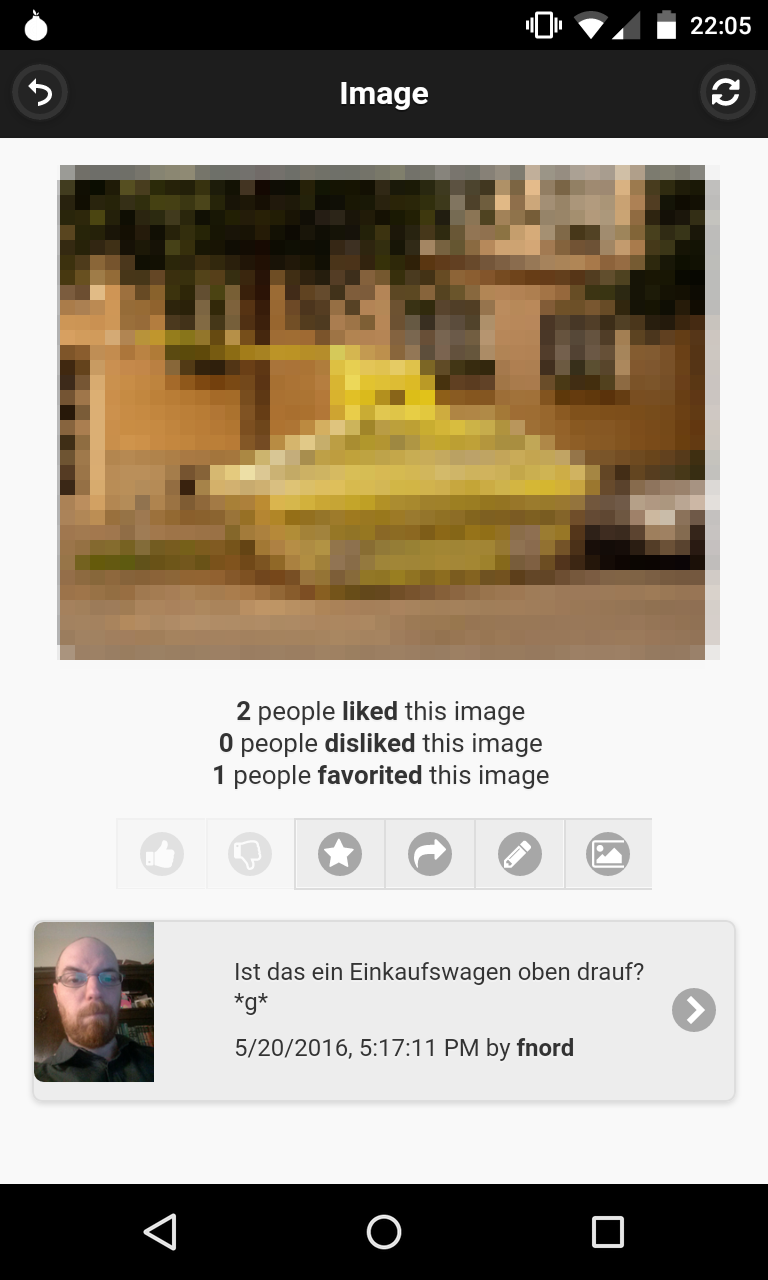 22:05
Image
2 people liked this image
0 people disliked this image
1 people favorited this image
Ist das ein Einkaufswagen oben drauf?
*g*
5/20/2016, 5:17:11 PM by fnord